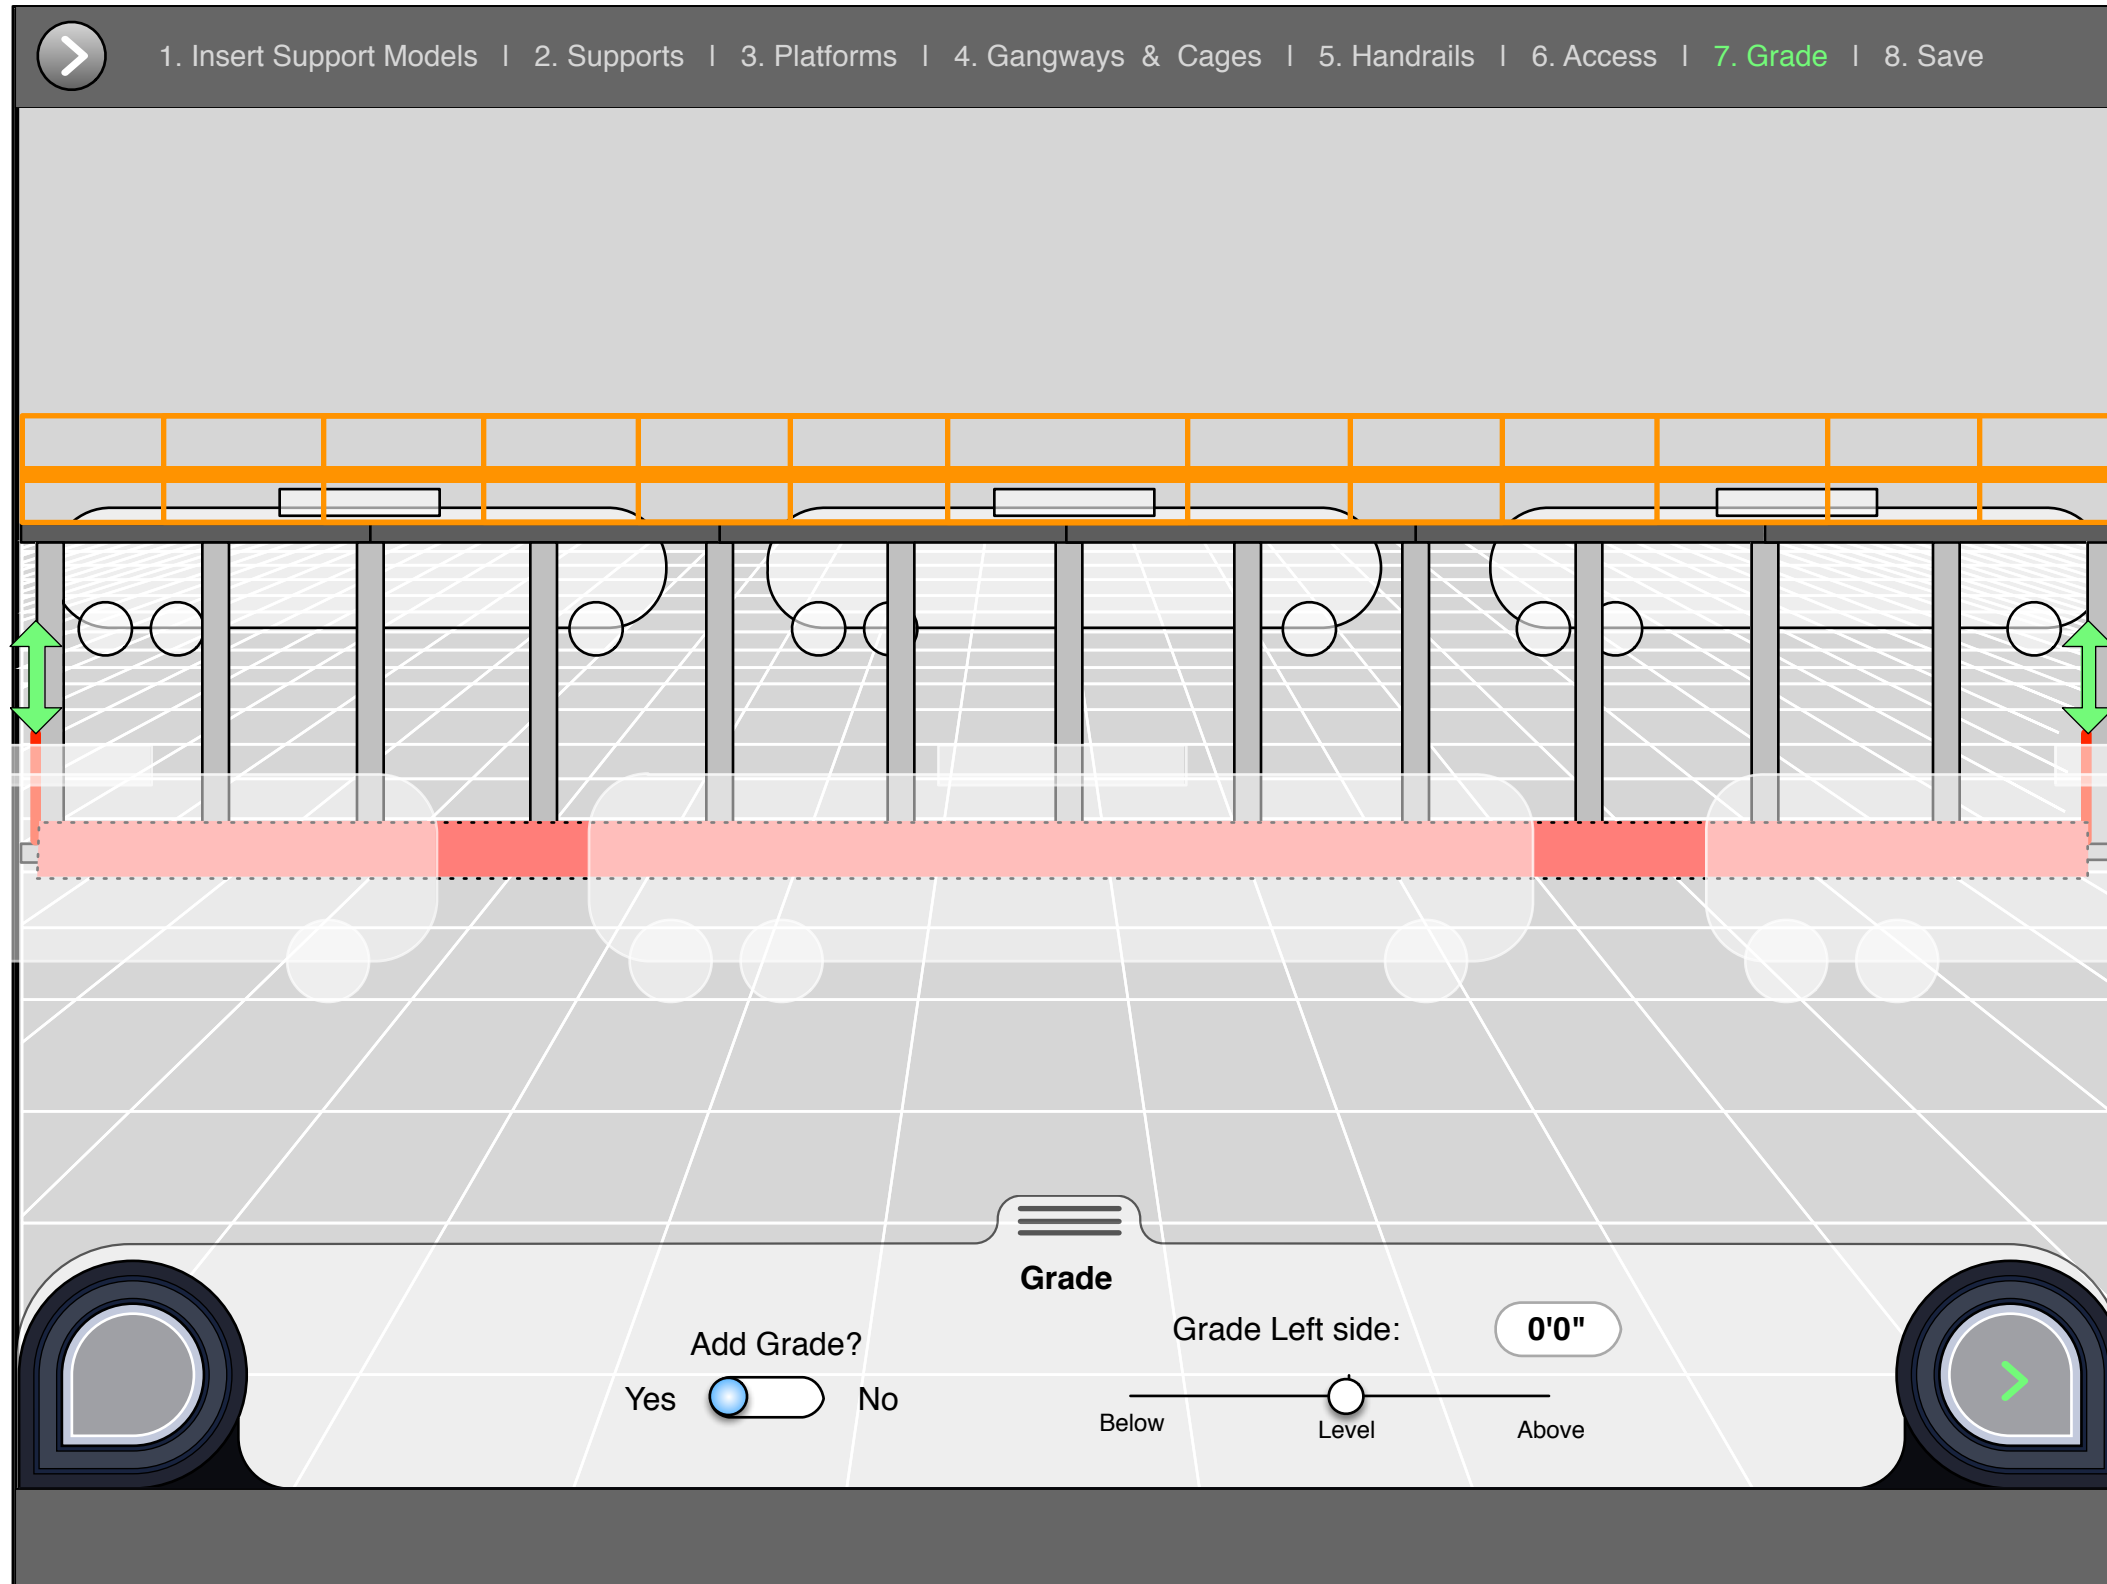 1. Insert Support Models | 2. Supports | 3. Platforms | 4. Gangways & Cages | 5. Handrails | 6. Access | 7. Grade | 8. Save
Grade
Add Grade?
Yes No
Grade Left side: 0'0"
Below Level Above